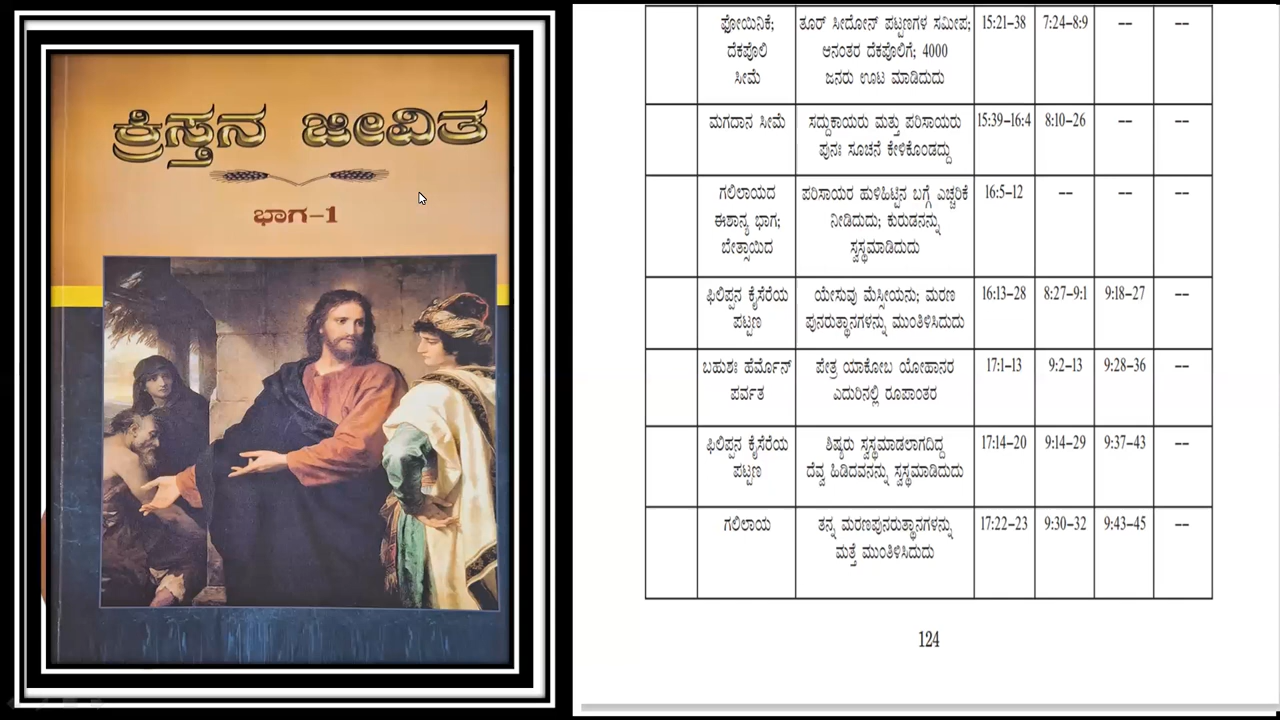 ಕ್ರಿಸ್ತನ ಜೀವಿತ
ಭಾಗ-1
ಫೋಯಿನಿಕೆ; ತೂರ್ ಸೀದೋನ್ ಪಟ್ಟಣಗಳ ಸಮೀಪ; 15:21-38 7:24-8:9 -- --
ದೆಕಪೊಲಿ ಆನಂತರ ದೆಕಪೊಲಿಗೆ; 4000
ಸೀಮೆ ಜನರು ಊಟ ಮಾಡಿದುದು
ಮಗದಾನ ಸೀಮೆ ಸದ್ದುಕಾಯರು ಮತ್ತು ಪರಿಸಾಯರು 15:39-16:4 8:10-26 -- --
ಪುನಃ ಸೂಚನೆ ಕೇಳಿಕೊಂಡದ್ದು
ಗಲಿಲಾಯದ ಪರಿಸಾಯರ ಹುಳಿಹಿಟ್ಟಿನ ಬಗ್ಗೆ ಎಚ್ಚರಿಕೆ 16:5-12 -- -- --
ಈಶಾನ್ಯ ಭಾಗ; ನೀಡಿದುದು; ಕುರುಡನನ್ನು
ಬೇತ್ಸಾಯಿದ ಸ್ವಸ್ಥಮಾಡಿದುದು
ಫಿಲಿಪ್ಪನ ಕೈಸೆರೆಯ ಯೇಸುವು ಮೆಸ್ಸೀಯನು; ಮರಣ 16:13-28 8:27-9:1 9:18-27 --
ಪಟ್ಟಣ ಪುನರುತ್ಥಾನಗಳನ್ನು ಮುಂತಿಳಿಸಿದುದು
ಬಹುಶಃ ಹೆರ್ಮೊನ್ ಪೇತ್ರ ಯಾಕೋಬ ಯೋಹಾನರ 17:1-13 9:2-13 9:28-36 --
ಪರ್ವತ ಎದುರಿನಲ್ಲಿ ರೂಪಾಂತರ
ಫಿಲಿಪ್ಪನ ಕೈಸೆರೆಯ ಶಿಷ್ಯರು ಸ್ವಸ್ಥಮಾಡಲಾಗದಿದ್ದ 17:14-20 9:14-29 9:37-43 --
ಪಟ್ಟಣ ದೆವ್ವ ಹಿಡಿದವನನ್ನು ಸ್ವಸ್ಥಮಾಡಿದುದು
ಗಲಿಲಾಯ ತನ್ನ ಮರಣಪುನರುತ್ಥಾನಗಳನ್ನು 17:22-23 9:30-32 9:43-45 --
ಮತ್ತೆ ಮುಂತಿಳಿಸಿದುದು
124